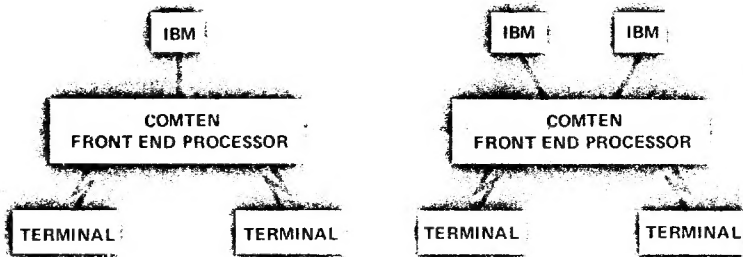 IBM
COMTEN
FRONT END PROCESSOR
TERMINAL
TERMINAL
IBM
IBM
COMTEN
FRONT END PROCESSOR
TERMINAL
TERMINAL